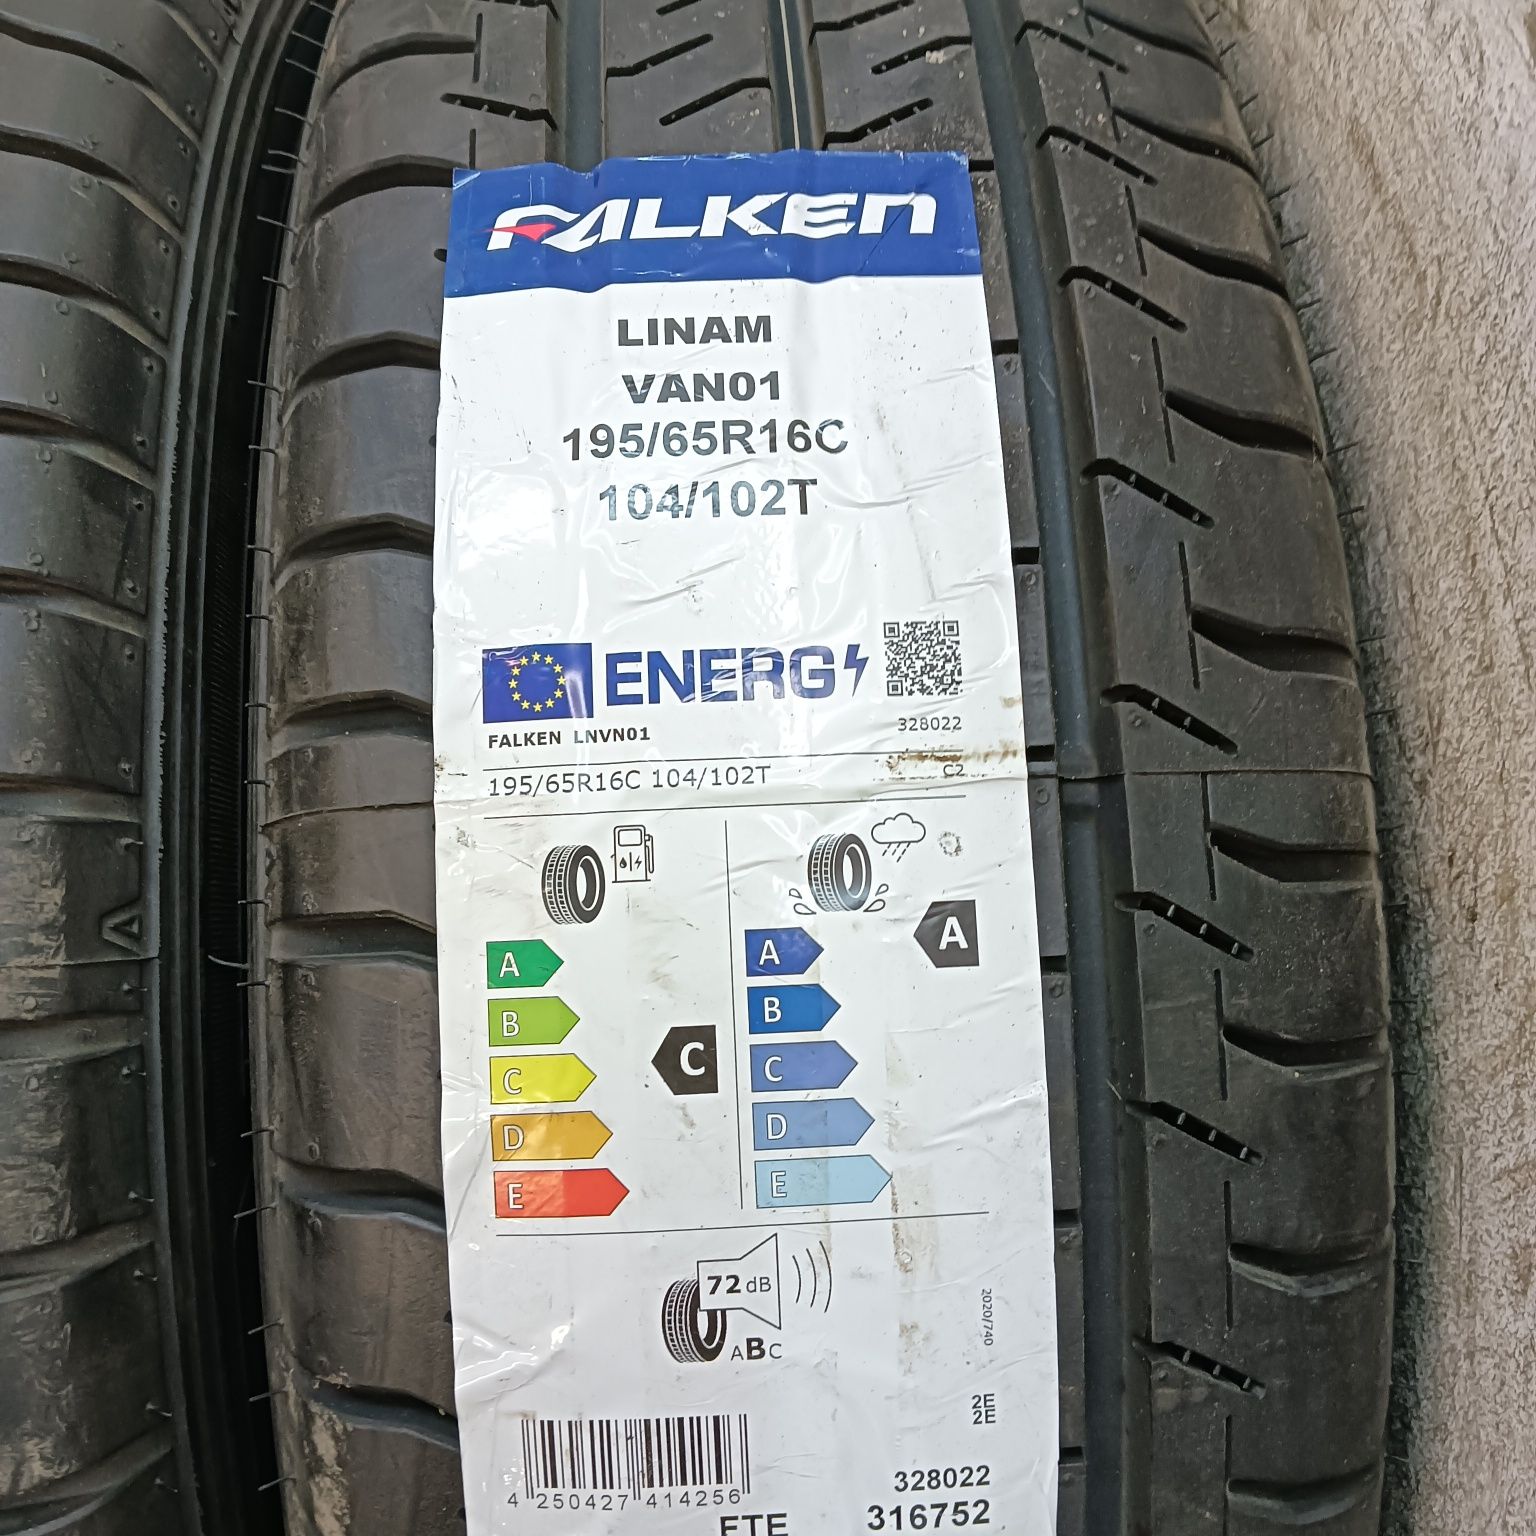 FALKEN
LINAM
VAN01
195/65R16C
104/102T
ENERG
328022
FALKEN LNVN01
C2
195/65R16C 104/102T
A
A
A
B
B
C
C
C
D
D
E
E
72 dB
ABC
2020/740
2E
2E
4 250427 414256
328022
316752
ETE